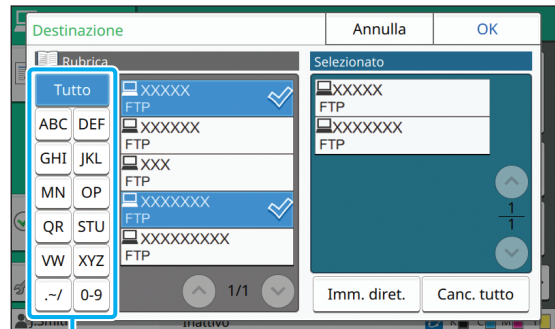 Destinazione
Annulla
OK
Rubrica
Selezionato
Tutto
ABC DEF
GHI JKL
MN OP
QR STU
VW XYZ
.~/ 0-9
XXXXX
FTP
XXXXXX
FTP
XXX
FTP
XXXXXXX
FTP
XXXXXXXXX
FTP
1/1
XXXXX
FTP
XXXXXXX
FTP
1
1
Imm. diret.
Canc. tutto
Inattivo